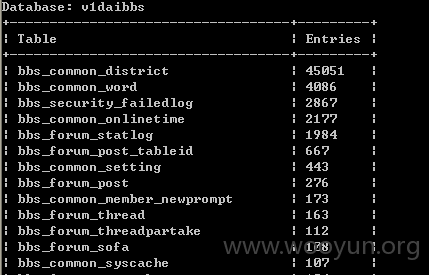 Database: v1daibbs
Table Entries
bbs_common_district 45051
bbs_common_word 4086
bbs_security_failedlog 2867
bbs_common_onlinetime 2177
bbs_forum_statlog 1984
bbs_forum_post_tableid 667
bbs_common_setting 443
bbs_forum_post 276
bbs_common_member_newprompt 173
bbs_forum_thread 163
bbs_forum_threadpartake 112
bbs_forum_sofa 108
bbs_common_syscache 107
www.wooyun.org